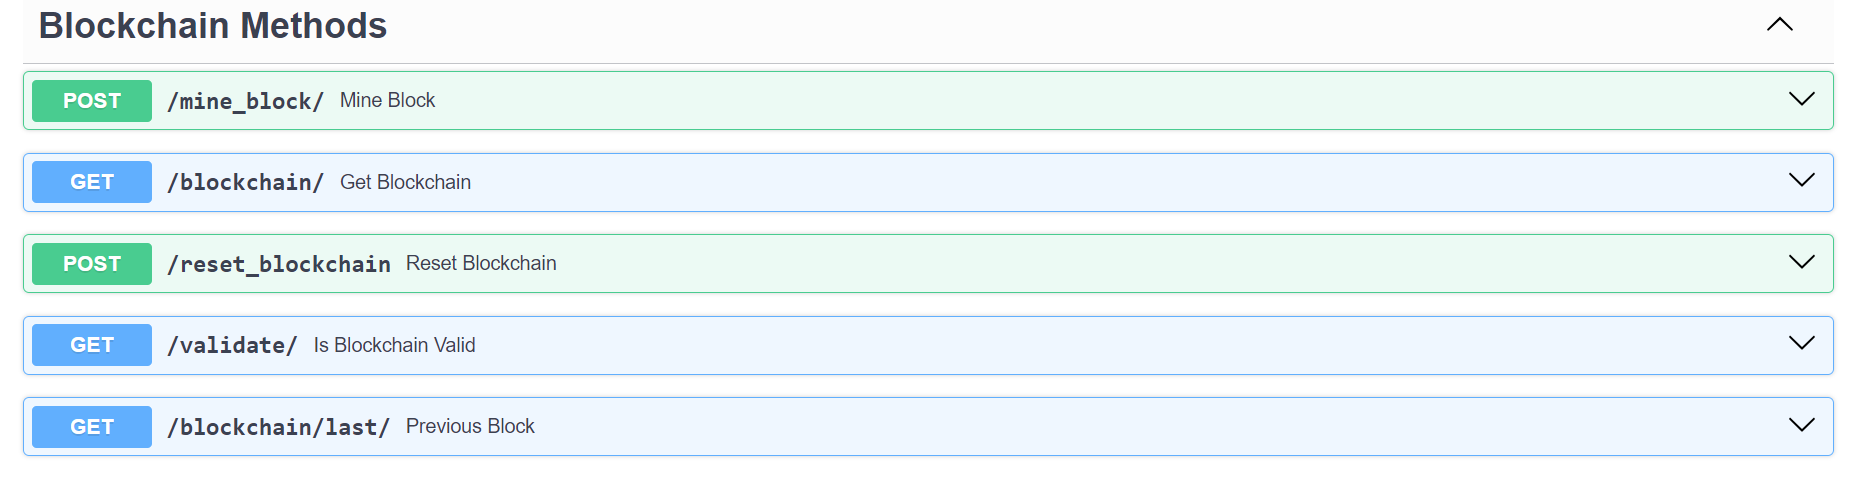 Blockchain Methods
POST /mine_block/ Mine Block
GET /blockchain/ Get Blockchain
POST /reset_blockchain Reset Blockchain
GET /validate/ Is Blockchain Valid
GET /blockchain/last/ Previous Block